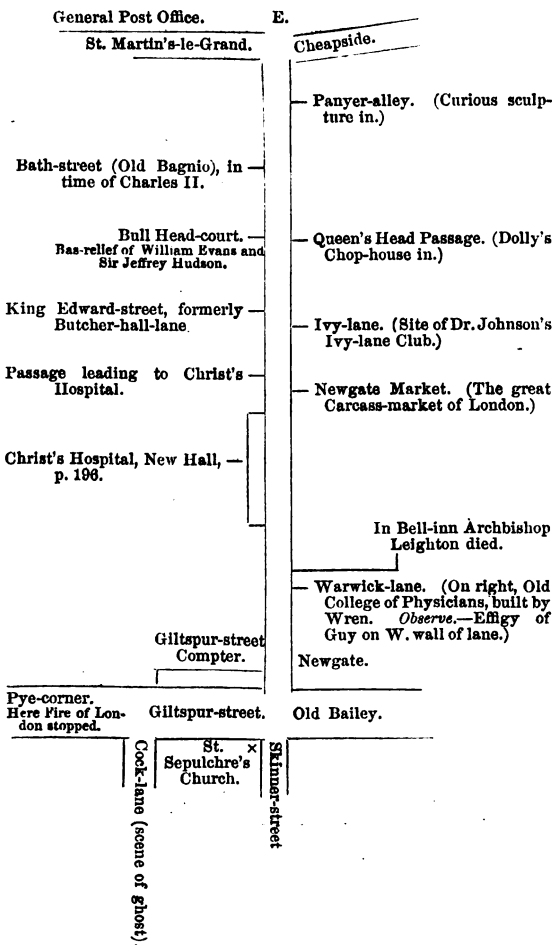 General Post Office.
E.
St. Martin's-le-Grand.
Cheapside.
Panyer-alley. (Curious sculp-
ture in.)
Bath-street (Old Bagnio), in
time of Charles II.
Bull Head-court.
Bas-relief of William Evans and
Sir Jeffrey Hudson.
Queen's Head Passage. (Dolly's
Chop-house in.)
King Edward-street, formerly
Butcher-hall-lane.
Ivy-lane. (Site of Dr. Johnson's
Ivy-lane Club.)
Passage leading to Christ's
Hospital.
Newgate Market. (The great
Carcass-market of London.)
Christ's Hospital, New Hall,
p. 196.
In Bell-inn Archbishop
Leighton died.
Warwick-lane. (On right, Old
College of Physicians, built by
Wren. Observe.—Effigy of
Guy on W. wall of lane.)
Giltspur-street
Compter.
Newgate.
Pye-corner.
Here Fire of Lon-
don stopped.
Giltspur-street.
Old Bailey.
Cock-lane (scene of ghost).
St. ×
Sepulchre's
Church.
Skinner-street